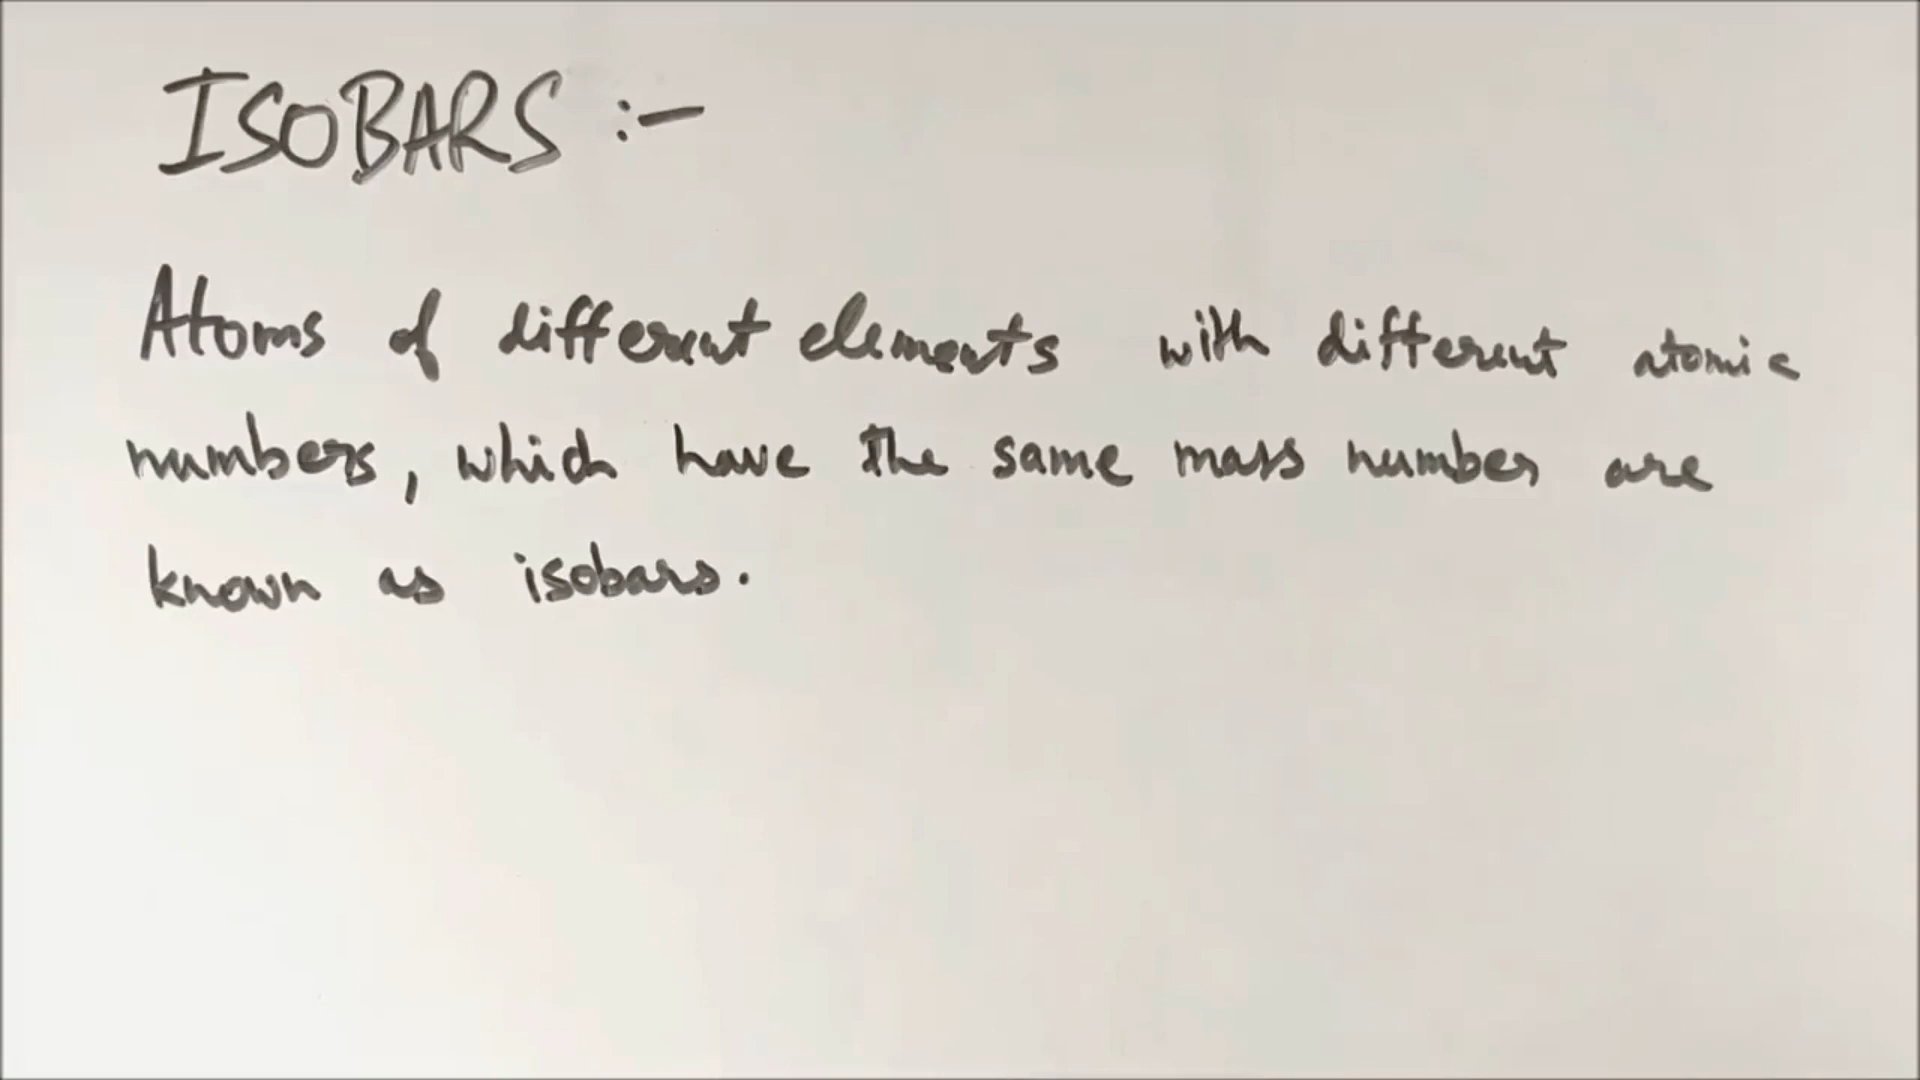 ISOBARS :-
Atoms of different elements with different atomic
numbers, which have the same mass number are
known as isobars.